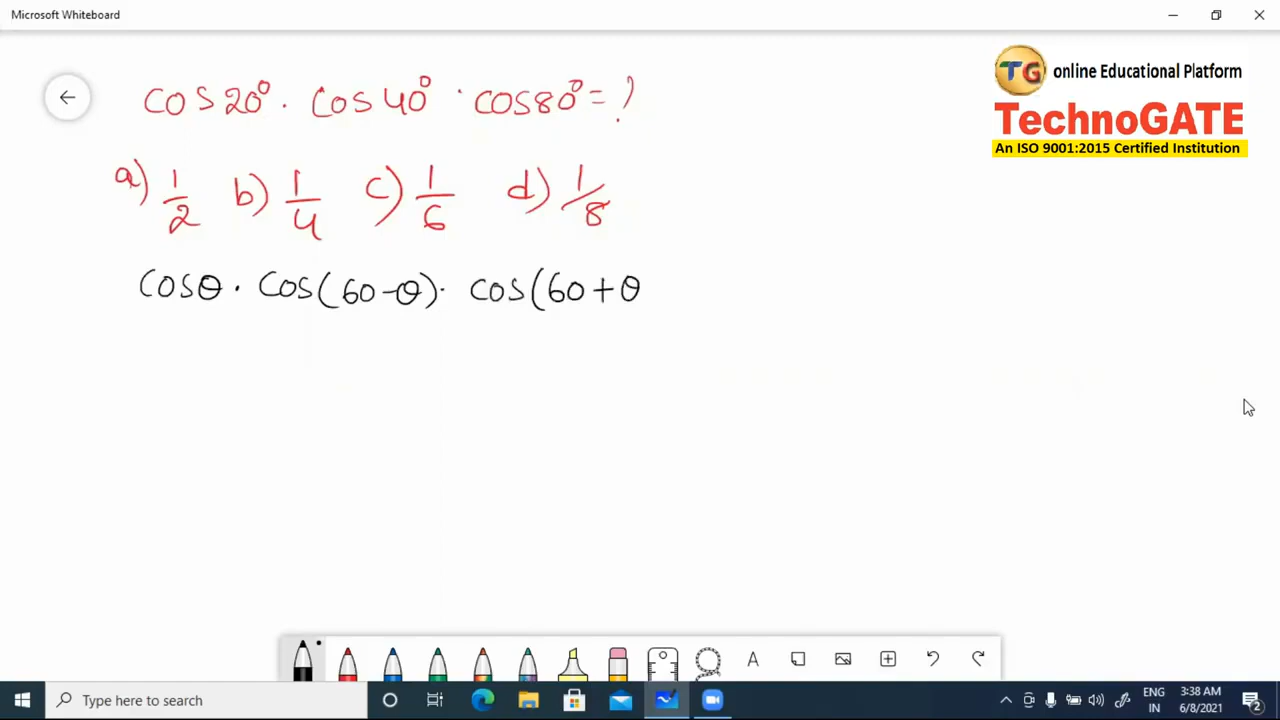 Microsoft Whiteboard
TG online Educational Platform
TechnoGATE
An ISO 9001:2015 Certified Institution
cos20° . cos40° . cos80° = ?
a) 1/2 b) 1/4 c) 1/6 d) 1/8
cosθ . cos(60-θ) . cos(60+θ
A
Type here to search
ENG
IN
3:38 AM
6/8/2021
2